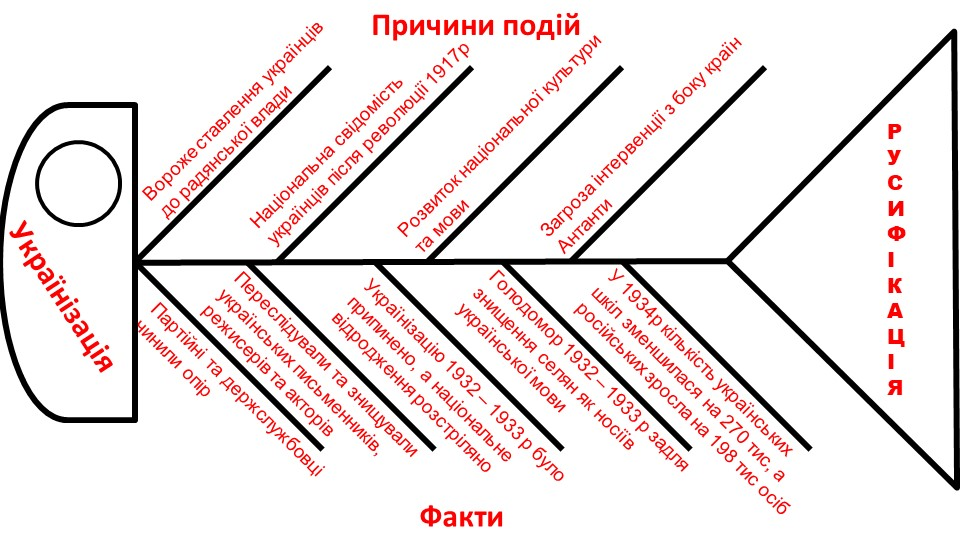 Причини подій
Вороже ставлення українців
до радянської влади
Національна свідомість
українців після революції 1917р
Розвиток національної культури
та мови
Загроза інтервенції з боку країн
Антанти
Українізація
РУСИФІКАЦІЯ
Партійні та держслужбовці
чинили опір
Переслідували та знищували
українських письменників,
режисерів та акторів
Українізацію 1932 – 1933 р було
припинено, а національне
відродження розстріляно
Голодомор 1932 – 1933 р задля
знищення селян як носіїв
української мови
У 1934р кількість українських
шкіл зменшилася на 270 тис, а
російських зросла на 198 тис осіб
Факти